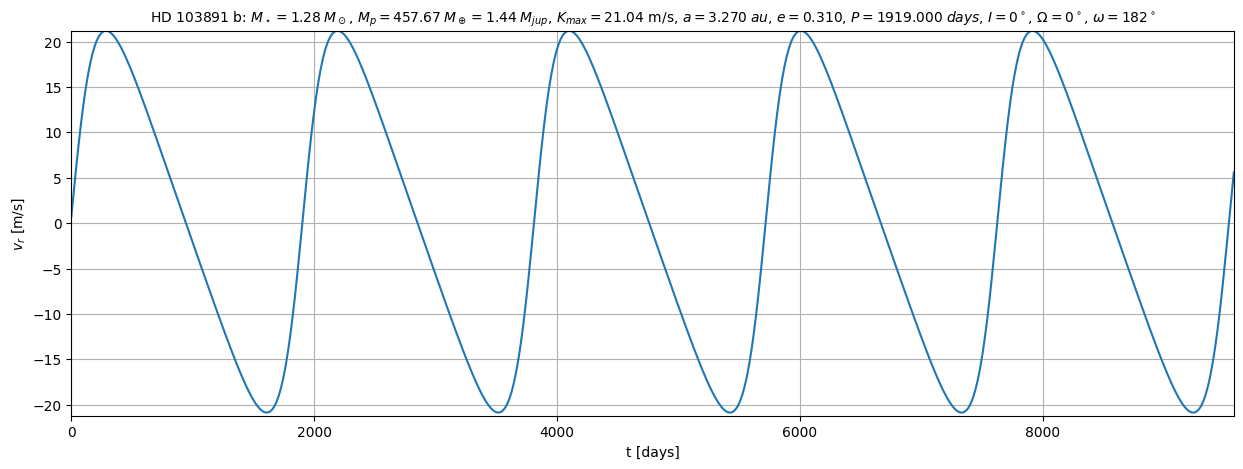 HD 103891 b: M⋆ = 1.28 M⊙, Mp = 457.67 M⊕ = 1.44 Mjup, Kmax = 21.04 m/s, a = 3.270 au, e = 0.310, P = 1919.000 days, I = 0°, Ω = 0°, ω = 182°
20
15
10
5
0
−5
−10
−15
−20
vr [m/s]
0 2000 4000 6000 8000
t [days]